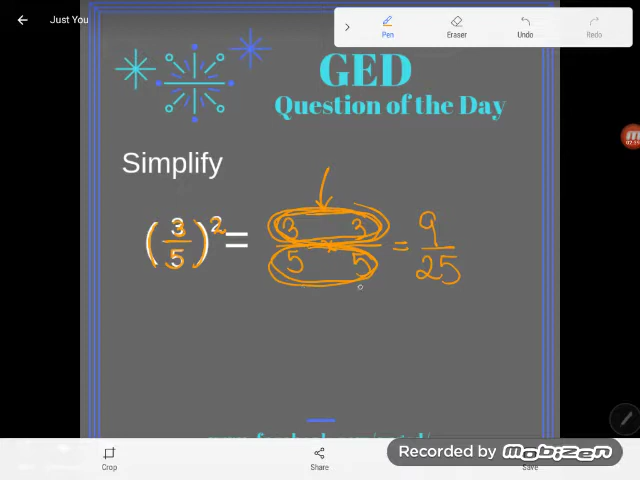 Just You
Pen
Eraser
Undo
Redo
GED
Question of the Day
Simplify
(3/5)² = 3/5 × 3/5 = 9/25
Crop
Share
Save
Recorded by MOBIZEN